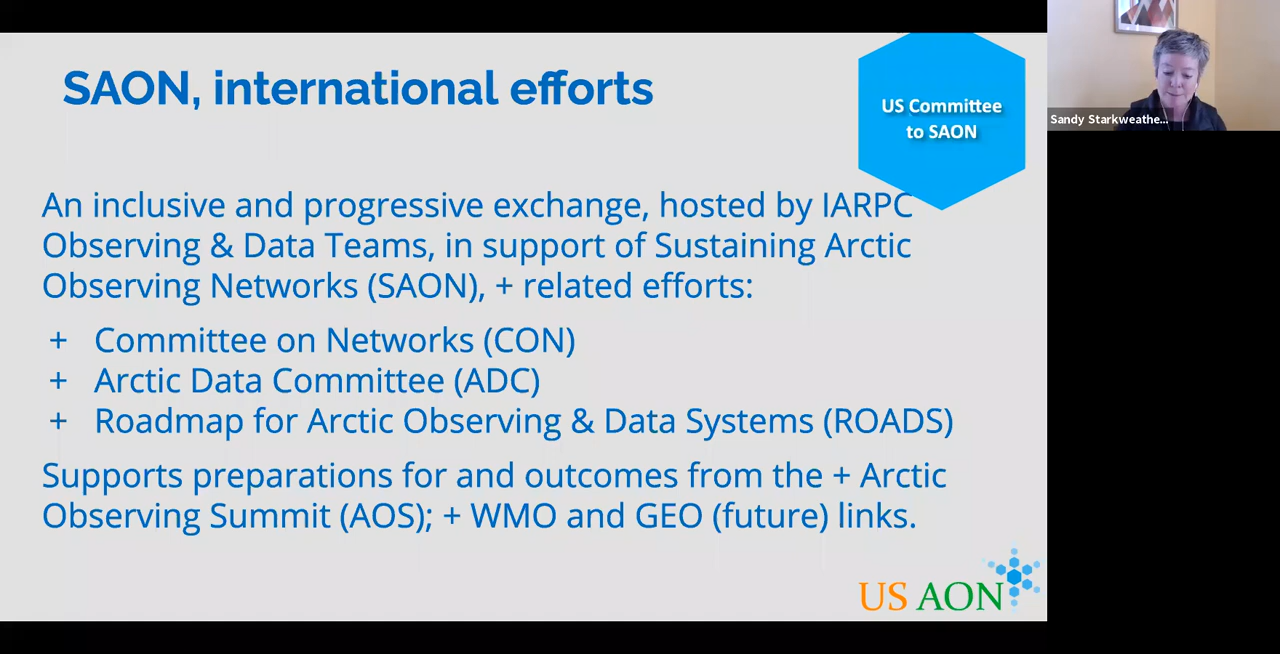 SAON, international efforts
US Committee
to SAON
Sandy Starkweathe...
An inclusive and progressive exchange, hosted by IARPC
Observing & Data Teams, in support of Sustaining Arctic
Observing Networks (SAON), + related efforts:
+ Committee on Networks (CON)
+ Arctic Data Committee (ADC)
+ Roadmap for Arctic Observing & Data Systems (ROADS)
Supports preparations for and outcomes from the + Arctic
Observing Summit (AOS); + WMO and GEO (future) links.
US AON